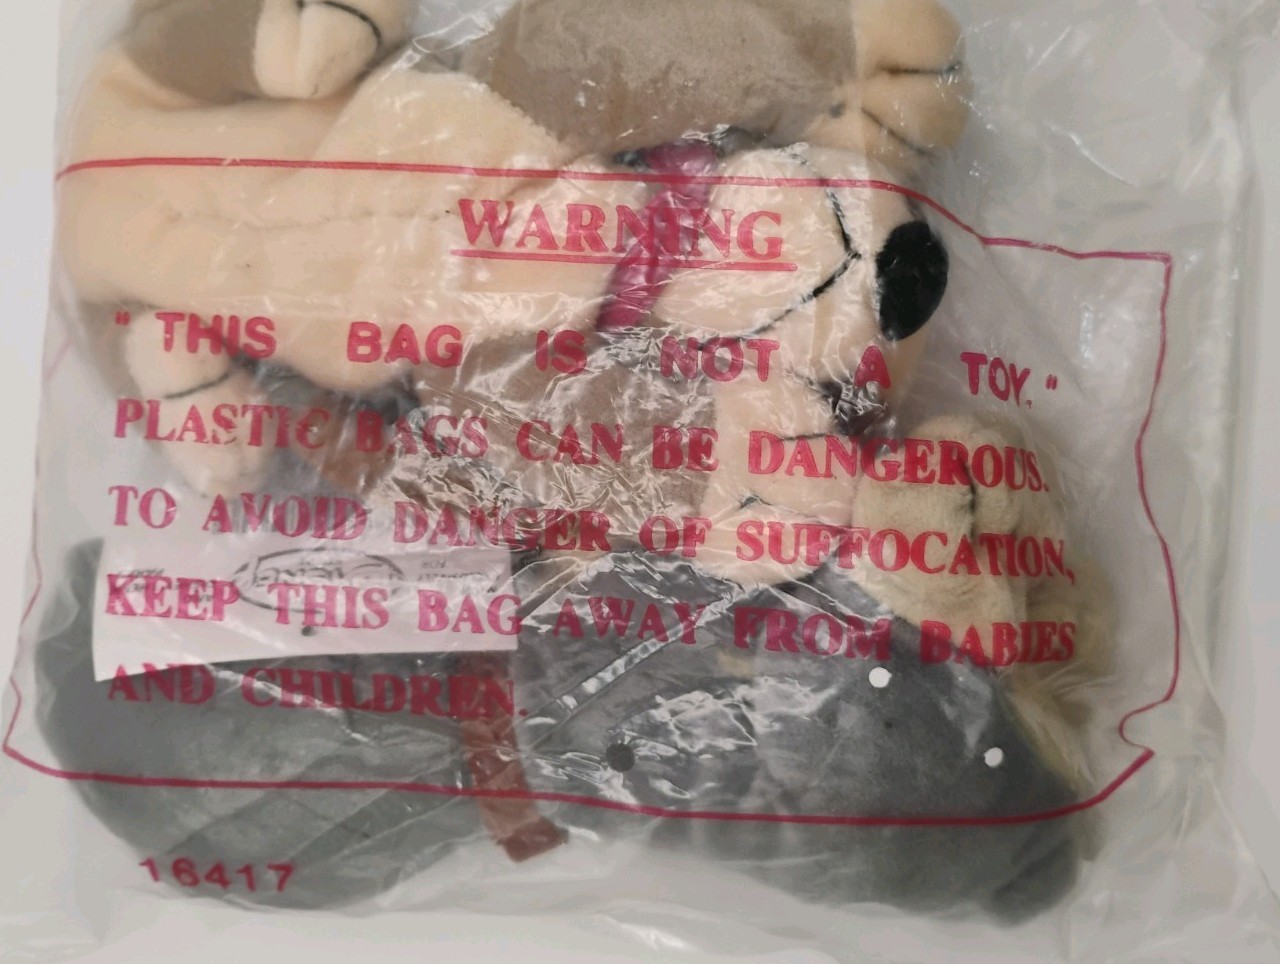 WARNING
" THIS BAG IS NOT A TOY. "
PLASTIC BAGS CAN BE DANGEROUS.
TO AVOID DANGER OF SUFFOCATION,
KEEP THIS BAG AWAY FROM BABIES
AND CHILDREN.
16417